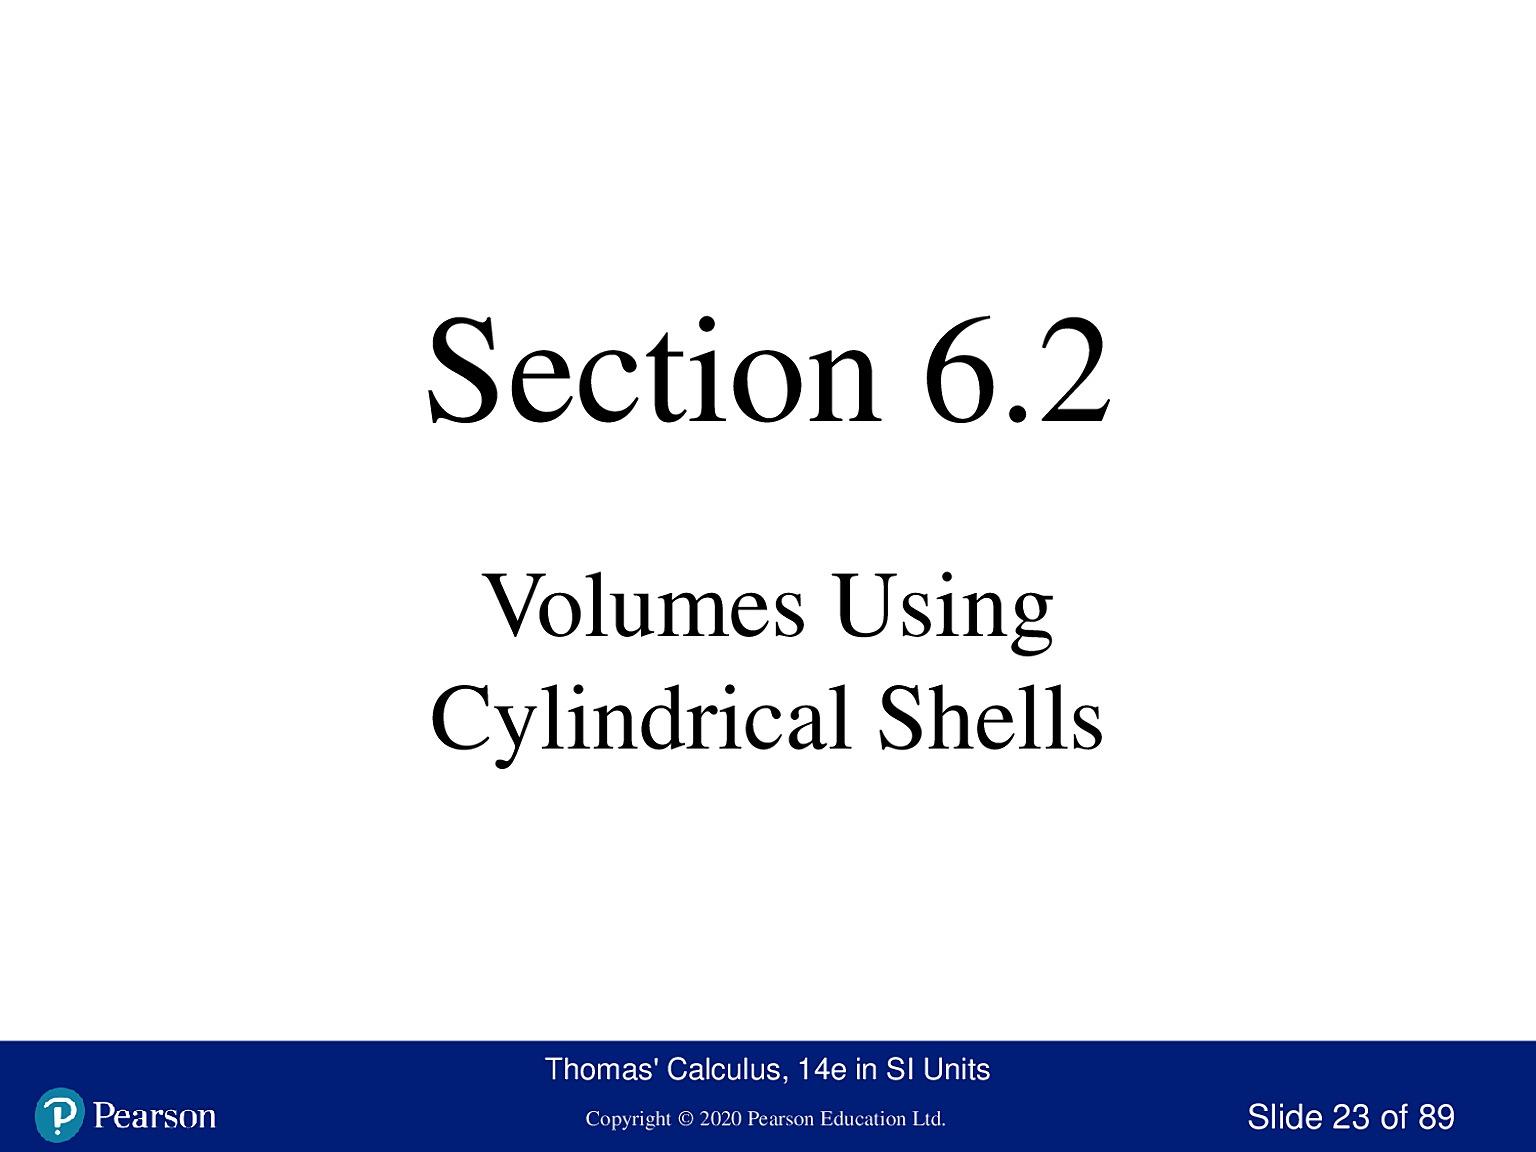 Section 6.2
Volumes Using
Cylindrical Shells
Thomas' Calculus, 14e in SI Units
Pearson
Copyright © 2020 Pearson Education Ltd.
Slide 23 of 89